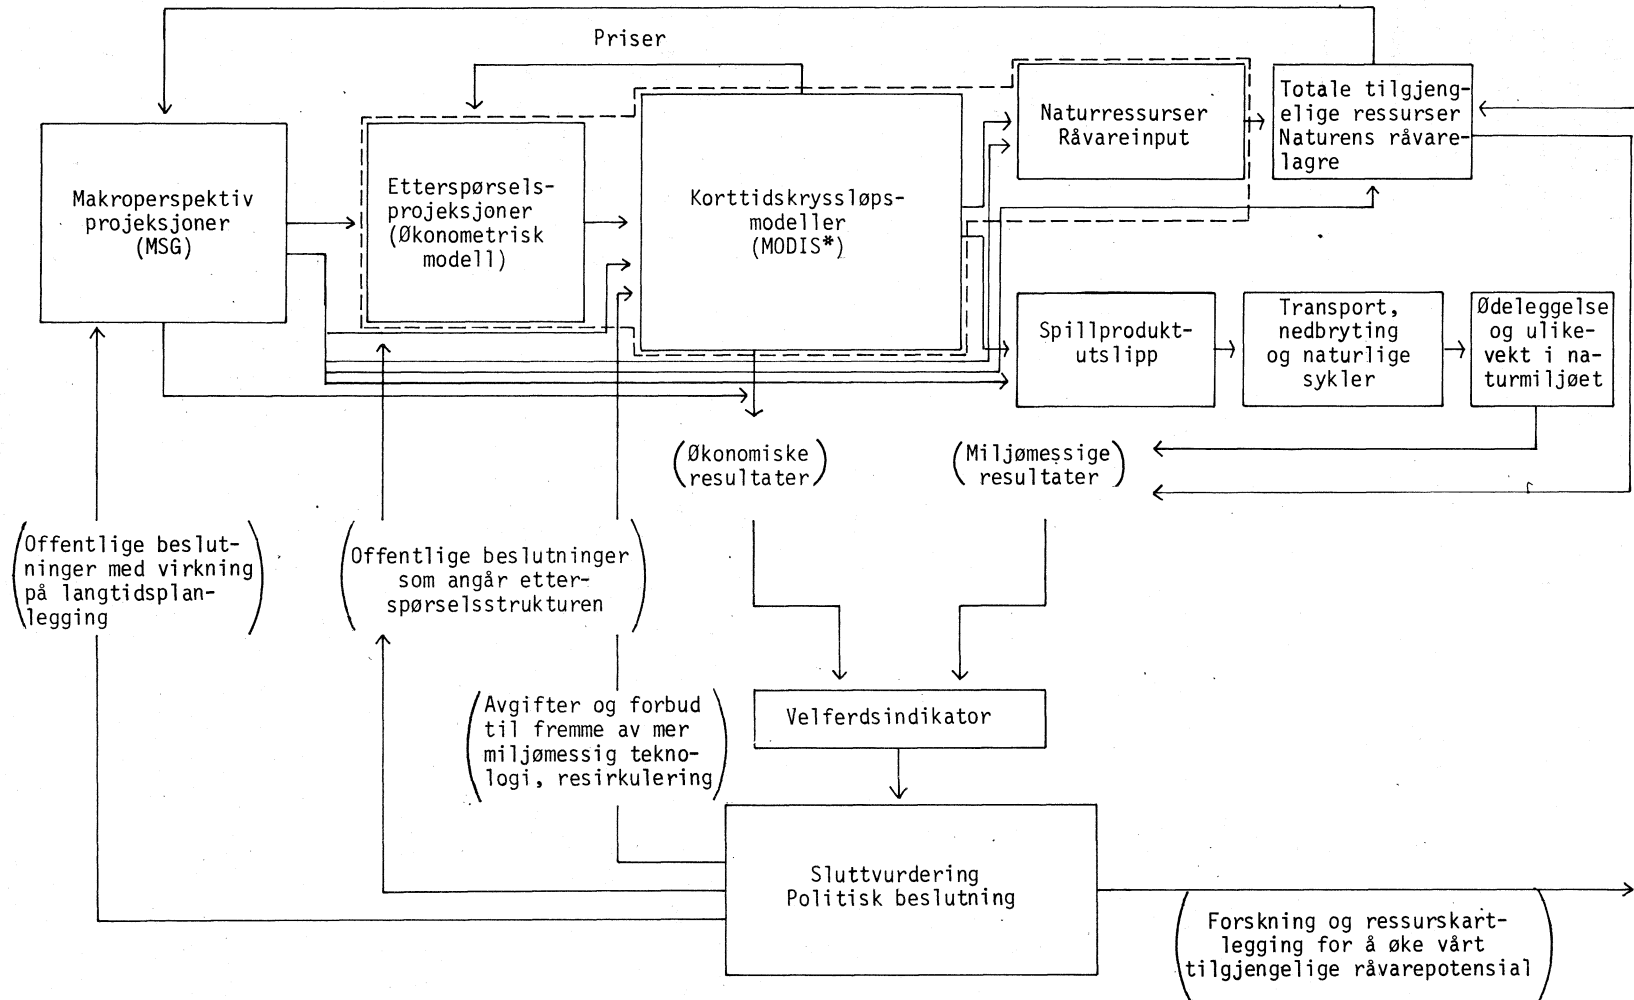 Priser
Makroperspektiv
projeksjoner
(MSG)
Etterspørsels-
projeksjoner
(Økonometrisk
modell)
Korttidskryssløps-
modeller
(MODIS*)
Naturressurser
Råvareinput
Totale tilgjeng-
elige ressurser
Naturens råvare-
lagre
Spillprodukt-
utslipp
Transport,
nedbryting
og naturlige
sykler
Ødeleggelse
og ulike-
vekt i na-
turmiljøet
(Økonomiske
resultater)
(Miljømessige
resultater)
(Offentlige beslut-
ninger med virkning
på langtidsplan-
legging)
(Offentlige beslutninger
som angår etter-
spørselsstrukturen)
(Avgifter og forbud
til fremme av mer
miljømessig tekno-
logi, resirkulering)
Velferdsindikator
Sluttvurdering
Politisk beslutning
(Forskning og ressurskart-
legging for å øke vårt
tilgjengelige råvarepotensial)